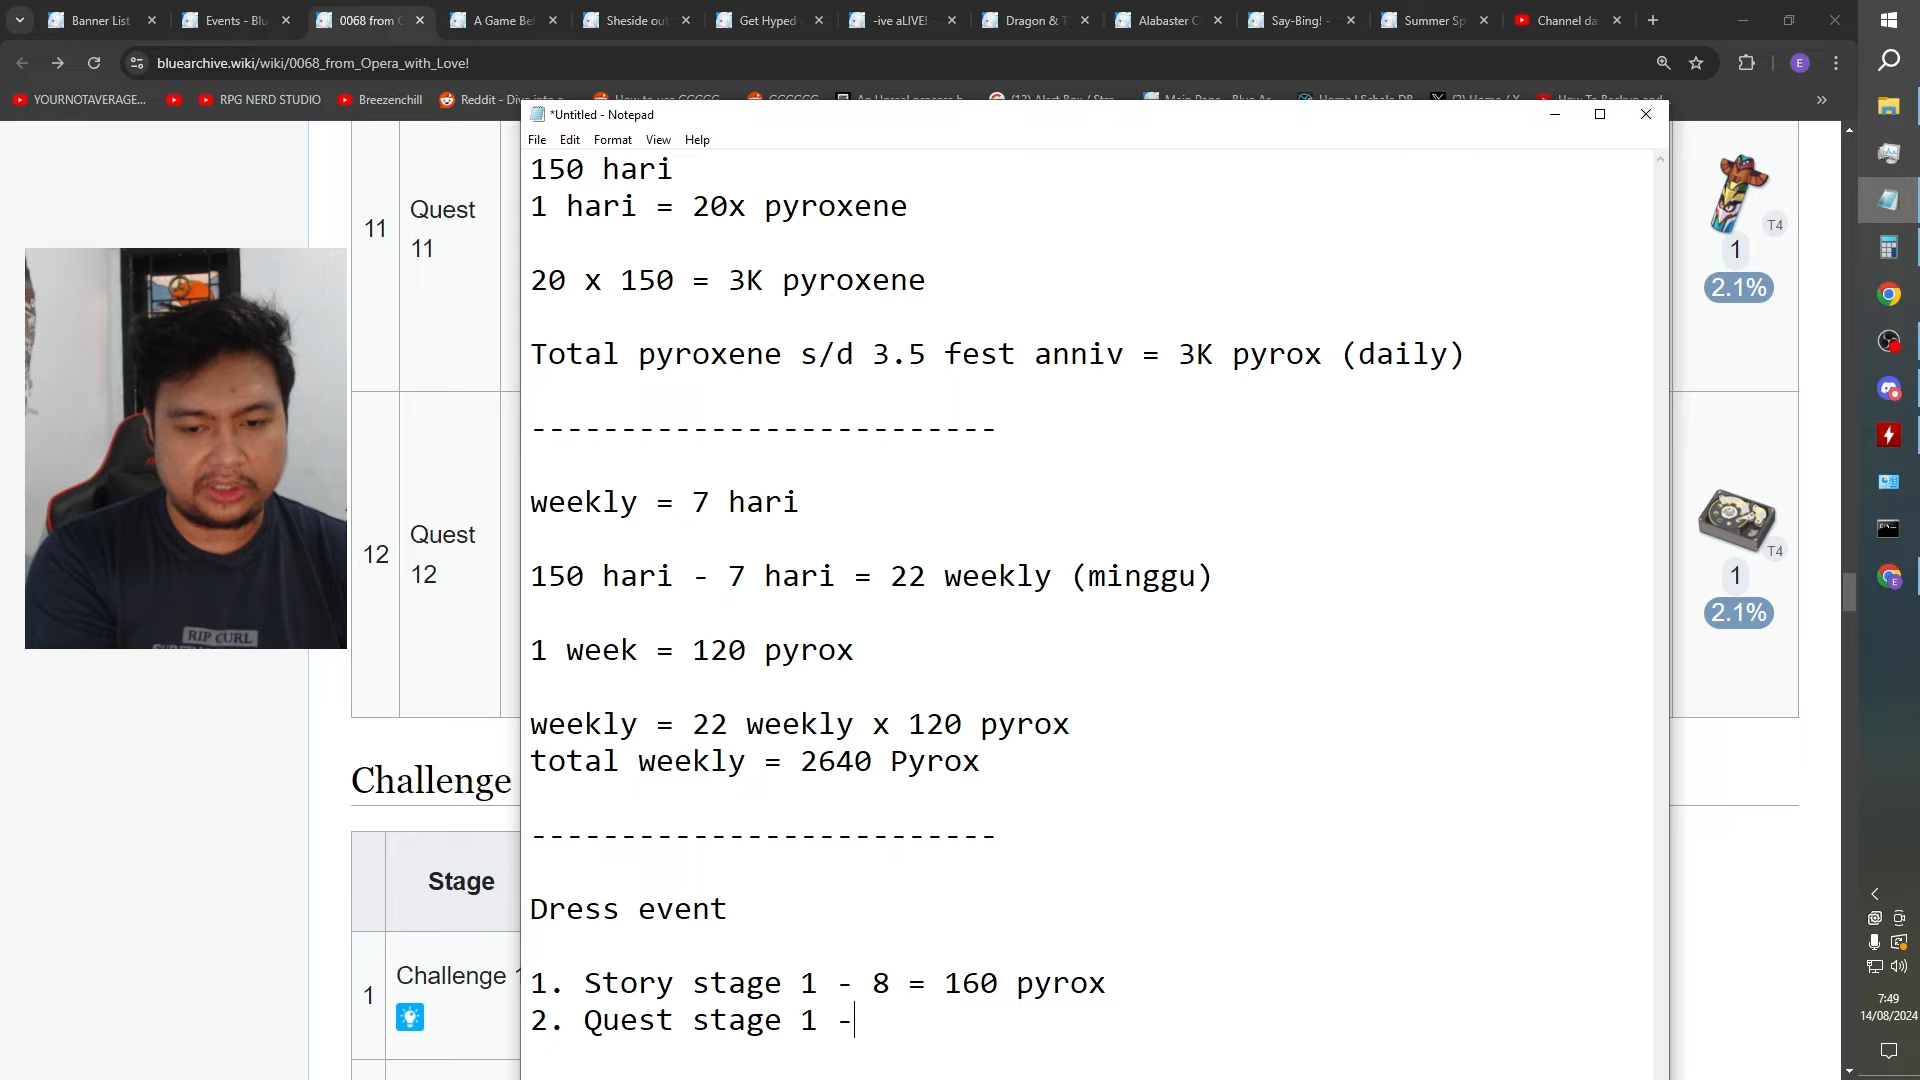 Banner List
Events - Blu
0068 from
A Game Be
Sheside out
Get Hyped
-ive aLIVE! -
Dragon & T
Alabaster C
Say-Bing! -
Summer Sp
Channel da
bluearchive.wiki/wiki/0068_from_Opera_with_Love!
E
YOURNOTAVERAGE...
RPG NERD STUDIO
Breezenchill
*Untitled - Notepad
File Edit Format View Help
150 hari
1 hari = 20x pyroxene
20 x 150 = 3K pyroxene
Total pyroxene s/d 3.5 fest anniv = 3K pyrox (daily)
--------------------------
weekly = 7 hari
150 hari - 7 hari = 22 weekly (minggu)
1 week = 120 pyrox
weekly = 22 weekly x 120 pyrox
total weekly = 2640 Pyrox
--------------------------
Dress event
1. Story stage 1 - 8 = 160 pyrox
2. Quest stage 1 -
11
Quest
11
T4
1
2.1%
12
Quest
12
T4
1
2.1%
Challenge
Stage
1
Challenge 1
RIP CURL
7:49
14/08/2024